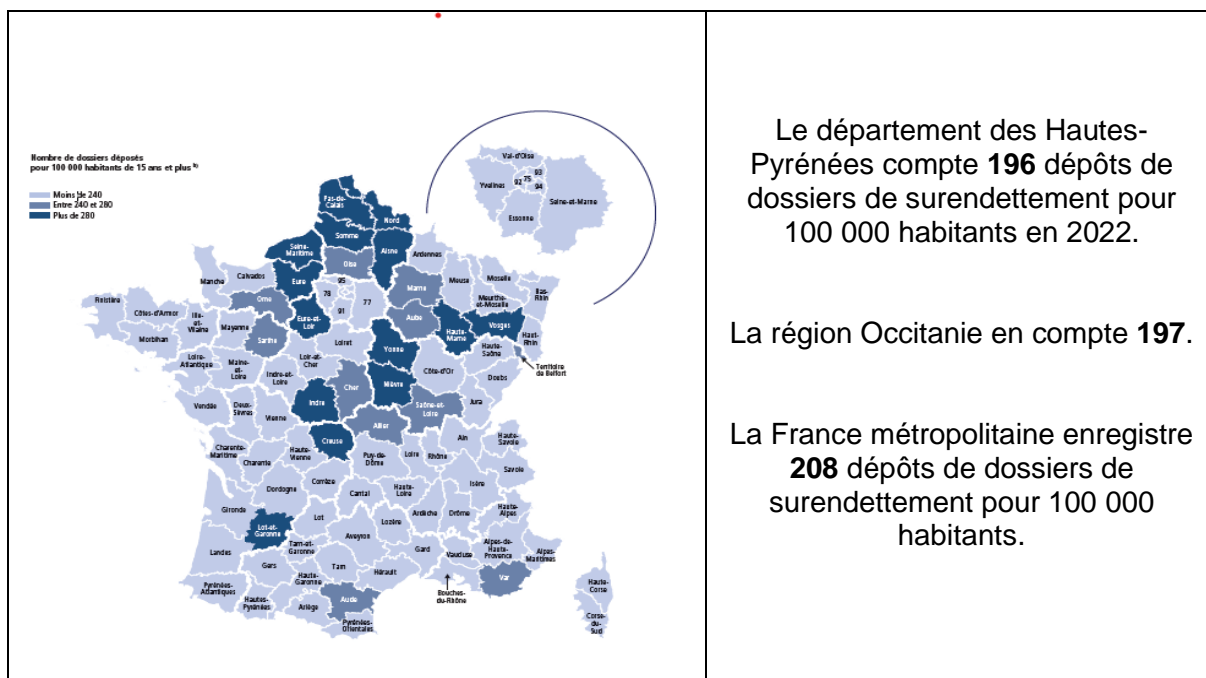 Nombre de dossiers déposés
pour 100 000 habitants de 15 ans et plus
Moins de 240
Entre 240 et 280
Plus de 280
Val-d'Oise
93
92
75
94
Yvelines
Seine-et-Marne
Essonne
Pas-de-
Calais
Nord
Somme
Seine-
Maritime
Aisne
Oise
Ardennes
Manche
Calvados
Eure
95
78
77
91
Marne
Meuse
Moselle
Meurthe-
et-Moselle
Bas-
Rhin
Finistère
Côtes-d'Armor
Ille-
et-
Vilaine
Orne
Eure-et-
Loir
Aube
Haute-
Marne
Vosges
Haut-
Rhin
Morbihan
Mayenne
Sarthe
Loiret
Yonne
Haute-
Saône
Territoire
de Belfort
Loire-
Atlantique
Maine-
et-
Loire
Indre-et-
Loire
Loir-et-
Cher
Cher
Nièvre
Côte-d'Or
Doubs
Vendée
Deux-
Sèvres
Vienne
Indre
Saône-et-
Loire
Jura
Allier
Creuse
Haute-
Vienne
Charente-
Maritime
Charente
Puy-de-
Dôme
Loire
Rhône
Ain
Haute-
Savoie
Savoie
Corrèze
Dordogne
Cantal
Haute-
Loire
Isère
Gironde
Lot
Lozère
Ardèche
Drôme
Haute-
Alpes
Lot-et-
Garonne
Aveyron
Landes
Tarn-et-
Garonne
Gard
Vaucluse
Alpes-de-
Haute-
Provence
Alpes-
Maritimes
Gers
Tarn
Haute-
Garonne
Hérault
Var
Bouches-
du-Rhône
Pyrénées-
Atlantiques
Hautes-
Pyrénées
Ariège
Aude
Pyrénées-
Orientales
Haute-
Corse
Corse-
du-
Sud
Le département des Hautes-
Pyrénées compte 196 dépôts de
dossiers de surendettement pour
100 000 habitants en 2022.
La région Occitanie en compte 197.
La France métropolitaine enregistre
208 dépôts de dossiers de
surendettement pour 100 000
habitants.